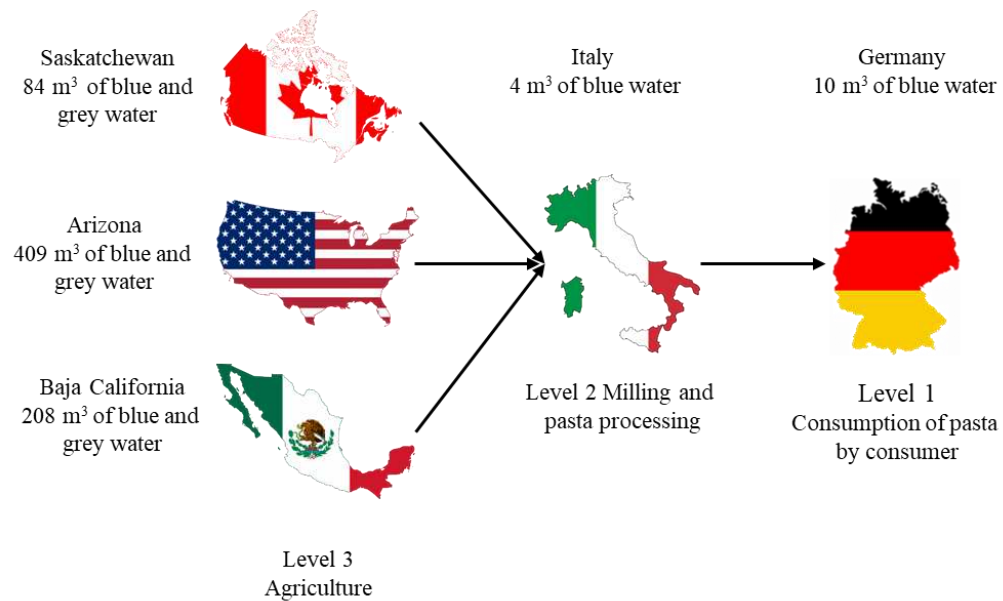 Saskatchewan
84 m³ of blue and
grey water
Italy
4 m³ of blue water
Germany
10 m³ of blue water
Arizona
409 m³ of blue and
grey water
Baja California
208 m³ of blue and
grey water
Level 2 Milling and
pasta processing
Level 1
Consumption of pasta
by consumer
Level 3
Agriculture